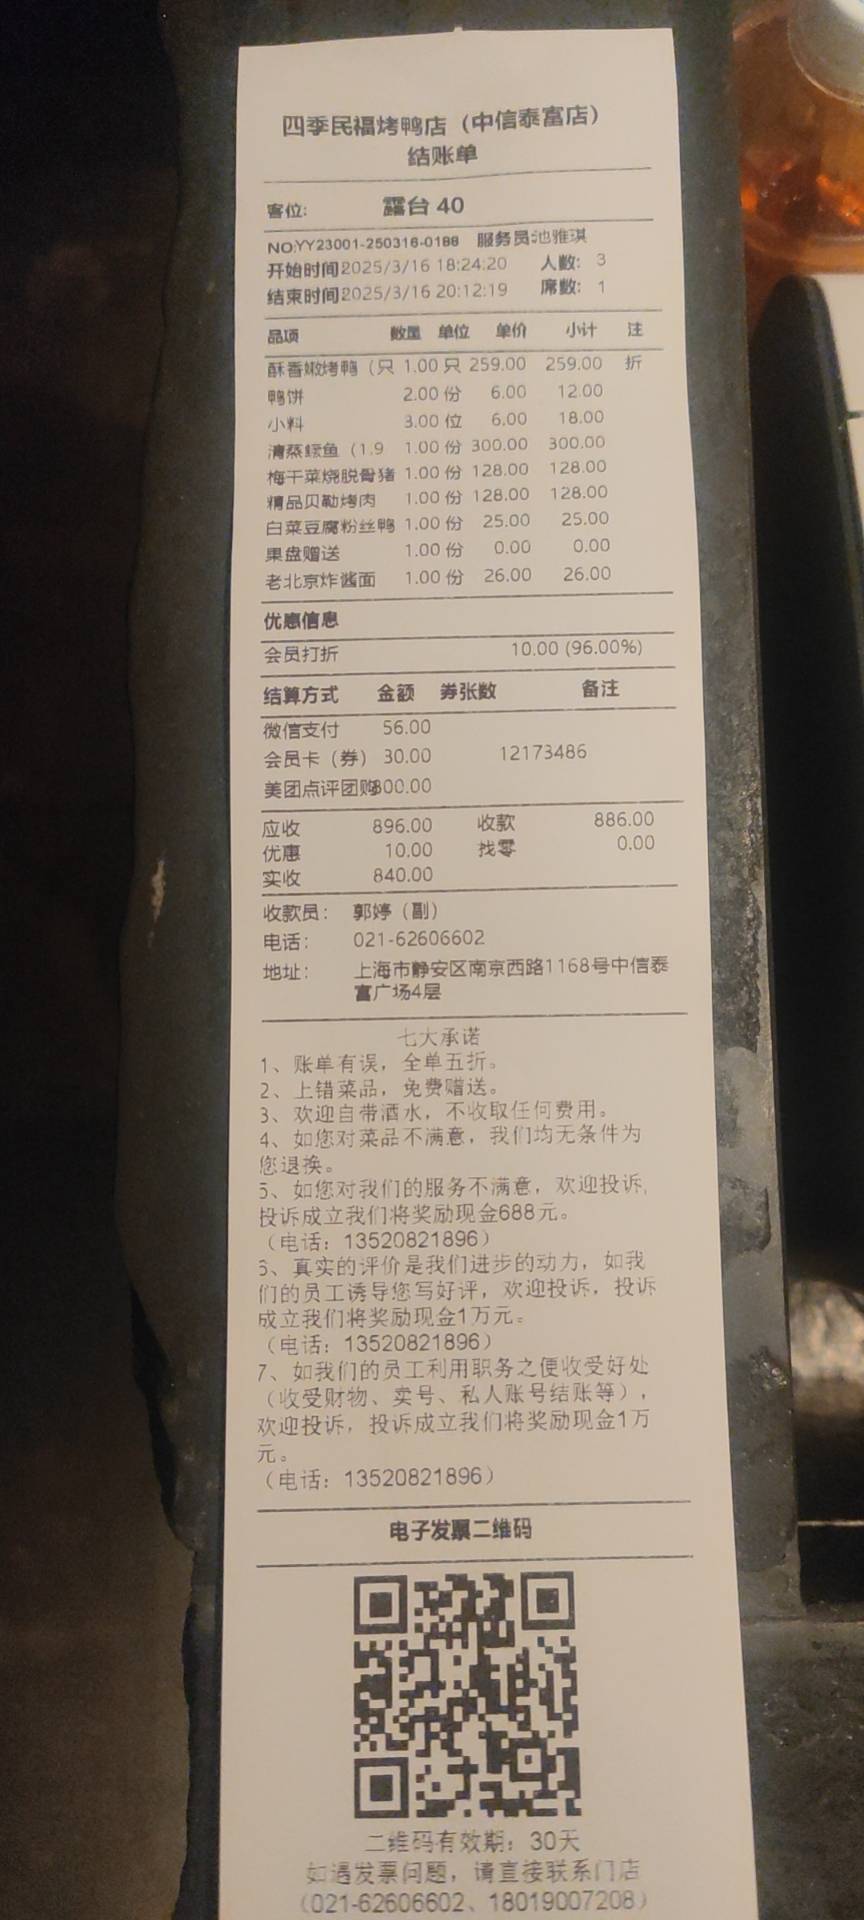 四季民福烤鸭店（中信泰富店）
结账单
客位: 露台 40
NO:YY23001-250316-0188 服务员:池雅琪
开始时间2025/3/16 18:24:20 人数: 3
结束时间2025/3/16 20:12:19 席数: 1
品项 数量 单位 单价 小计 注
酥香嫩烤鸭（只 1.00 只 259.00 259.00 折
鸭饼 2.00 份 6.00 12.00
小料 3.00 位 6.00 18.00
清蒸鳜鱼（1.9 1.00 份 300.00 300.00
梅干菜烧脱骨猪 1.00 份 128.00 128.00
精品贝勒烤肉 1.00 份 128.00 128.00
白菜豆腐粉丝鸭 1.00 份 25.00 25.00
果盘赠送 1.00 份 0.00 0.00
老北京炸酱面 1.00 份 26.00 26.00
优惠信息
会员打折 10.00 (96.00%)
结算方式 金额 券张数 备注
微信支付 56.00
会员卡（券） 30.00 12173486
美团点评团购800.00
应收 896.00 收款 886.00
优惠 10.00 找零 0.00
实收 840.00
收款员: 郭婷（副）
电话: 021-62606602
地址: 上海市静安区南京西路1168号中信泰
富广场4层
七大承诺
1、账单有误，全单五折。
2、上错菜品，免费赠送。
3、欢迎自带酒水，不收取任何费用。
4、如您对菜品不满意，我们均无条件为
您退换。
5、如您对我们的服务不满意，欢迎投诉,
投诉成立我们将奖励现金688元。
（电话：13520821896）
6、真实的评价是我们进步的动力，如我
们的员工诱导您写好评，欢迎投诉，投诉
成立我们将奖励现金1万元。
（电话：13520821896）
7、如我们的员工利用职务之便收受好处
（收受财物、卖号、私人账号结账等），
欢迎投诉，投诉成立我们将奖励现金1万
元。
（电话：13520821896）
电子发票二维码
二维码有效期：30天
如遇发票问题，请直接联系门店
（021-62606602、18019007208）